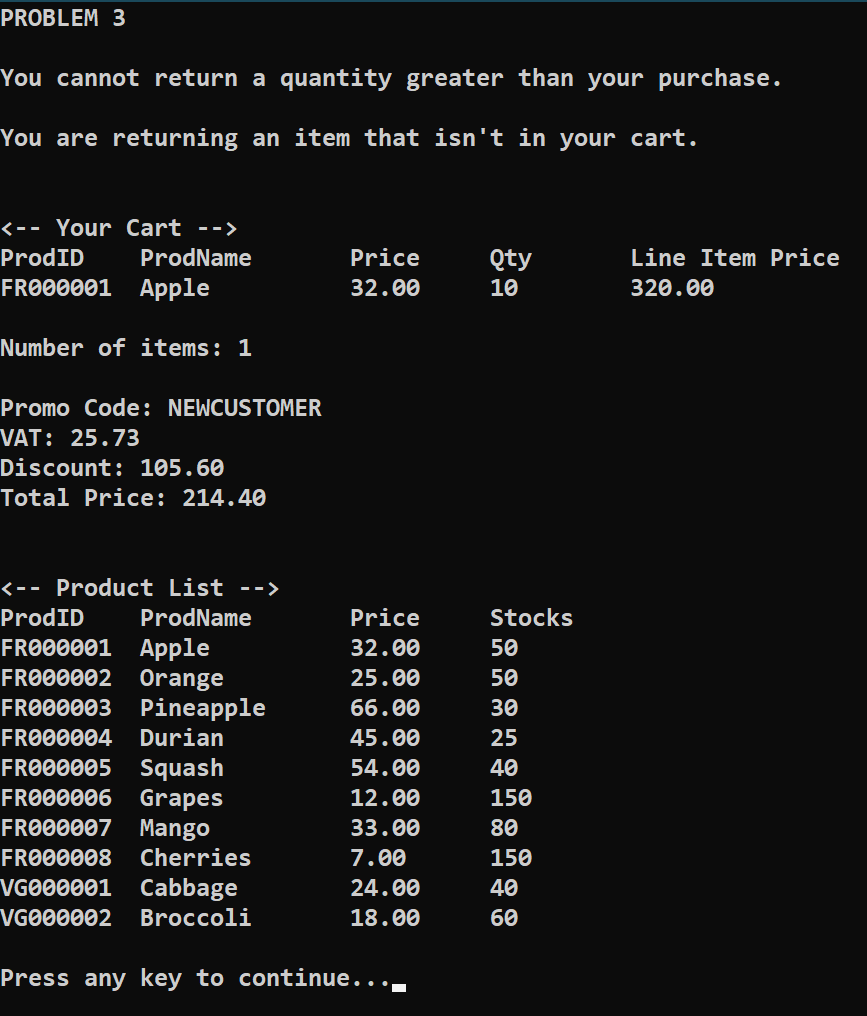 PROBLEM 3
You cannot return a quantity greater than your purchase.
You are returning an item that isn't in your cart.
<-- Your Cart -->
ProdID    ProdName       Price     Qty       Line Item Price
FR000001  Apple          32.00     10        320.00
Number of items: 1
Promo Code: NEWCUSTOMER
VAT: 25.73
Discount: 105.60
Total Price: 214.40
<-- Product List -->
ProdID    ProdName       Price     Stocks
FR000001  Apple          32.00     50
FR000002  Orange         25.00     50
FR000003  Pineapple      66.00     30
FR000004  Durian         45.00     25
FR000005  Squash         54.00     40
FR000006  Grapes         12.00     150
FR000007  Mango          33.00     80
FR000008  Cherries       7.00      150
VG000001  Cabbage        24.00     40
VG000002  Broccoli       18.00     60
Press any key to continue...